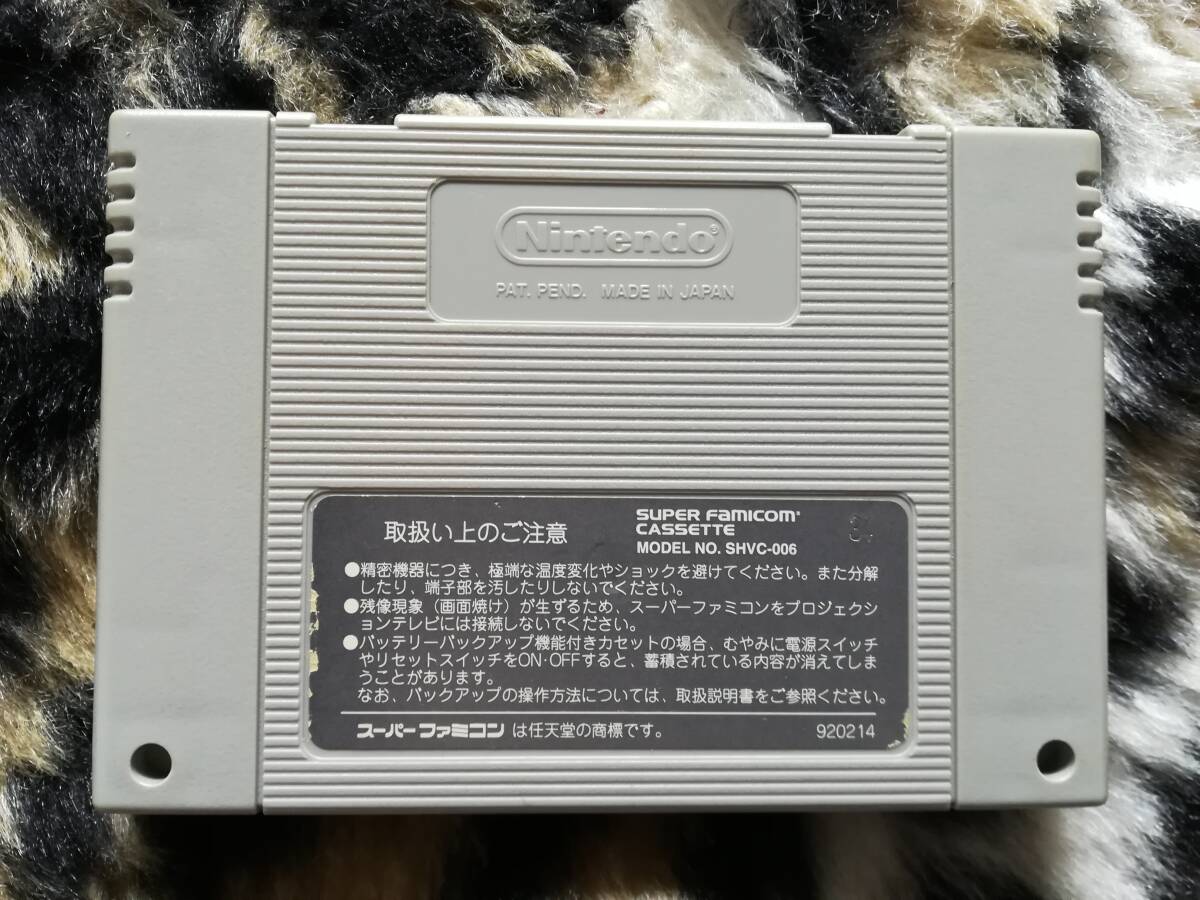 Nintendo®
PAT. PEND. MADE IN JAPAN
取扱い上のご注意
SUPER FAMICOM®
CASSETTE
MODEL NO. SHVC-006
●精密機器につき、極端な温度変化やショックを避けてください。また分解
したり、端子部を汚したりしないでください。
●残像現象（画面焼け）が生ずるため、スーパーファミコンをプロジェクシ
ョンテレビには接続しないでください。
●バッテリーバックアップ機能付きカセットの場合、むやみに電源スイッチ
やリセットスイッチをON･OFFすると、蓄積されている内容が消えてしま
うことがあります。
なお、バックアップの操作方法については、取扱説明書をご参照ください。
スーパーファミコン は任天堂の商標です。
920214